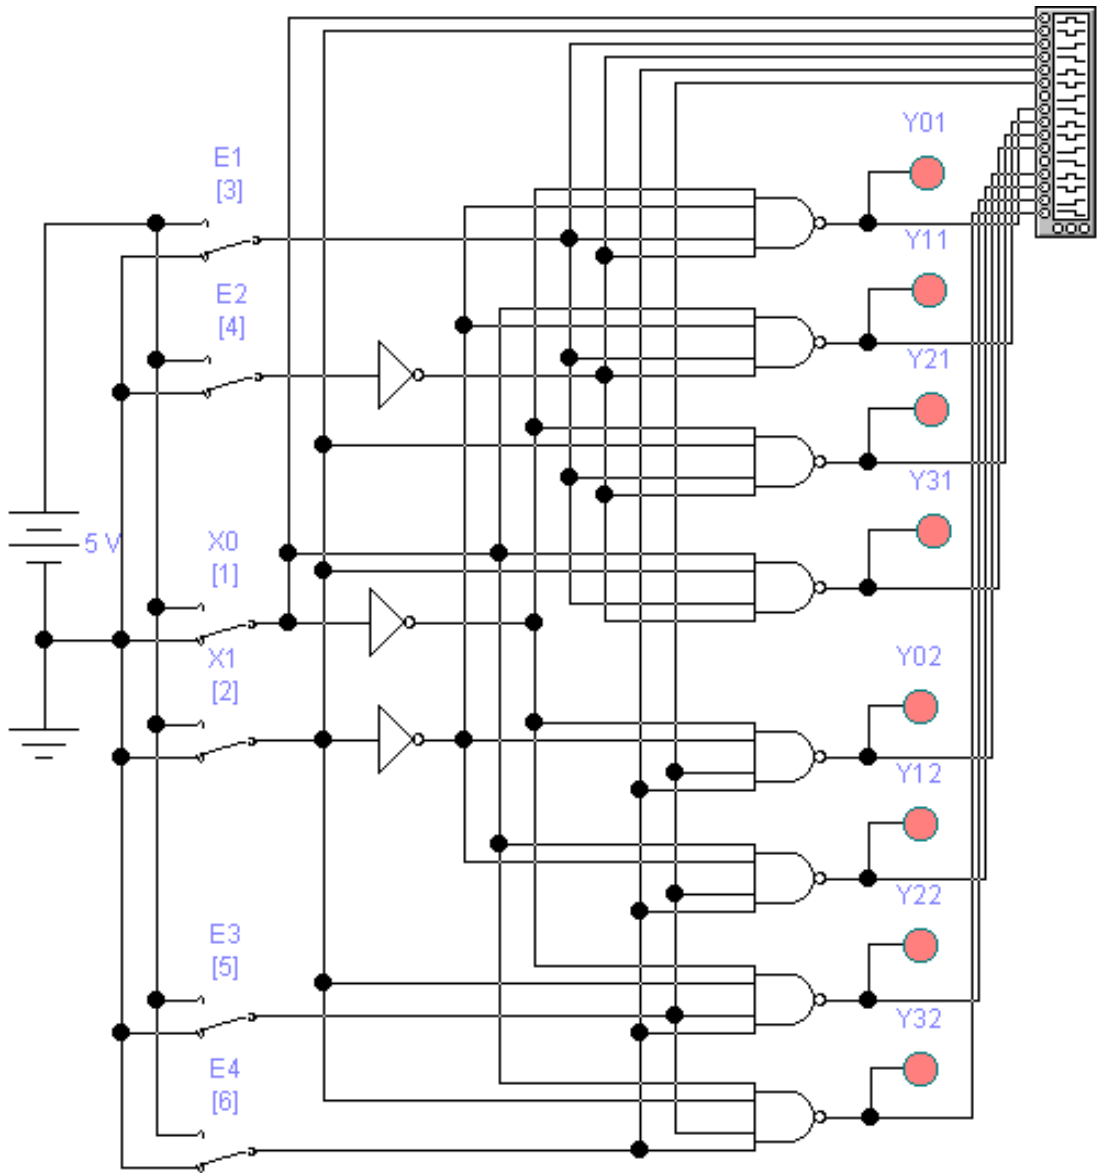 Y01
E1
[3]
Y11
E2
[4]
Y21
Y31
5 V
X0
[1]
X1
[2]
Y02
Y12
Y22
E3
[5]
Y32
E4
[6]